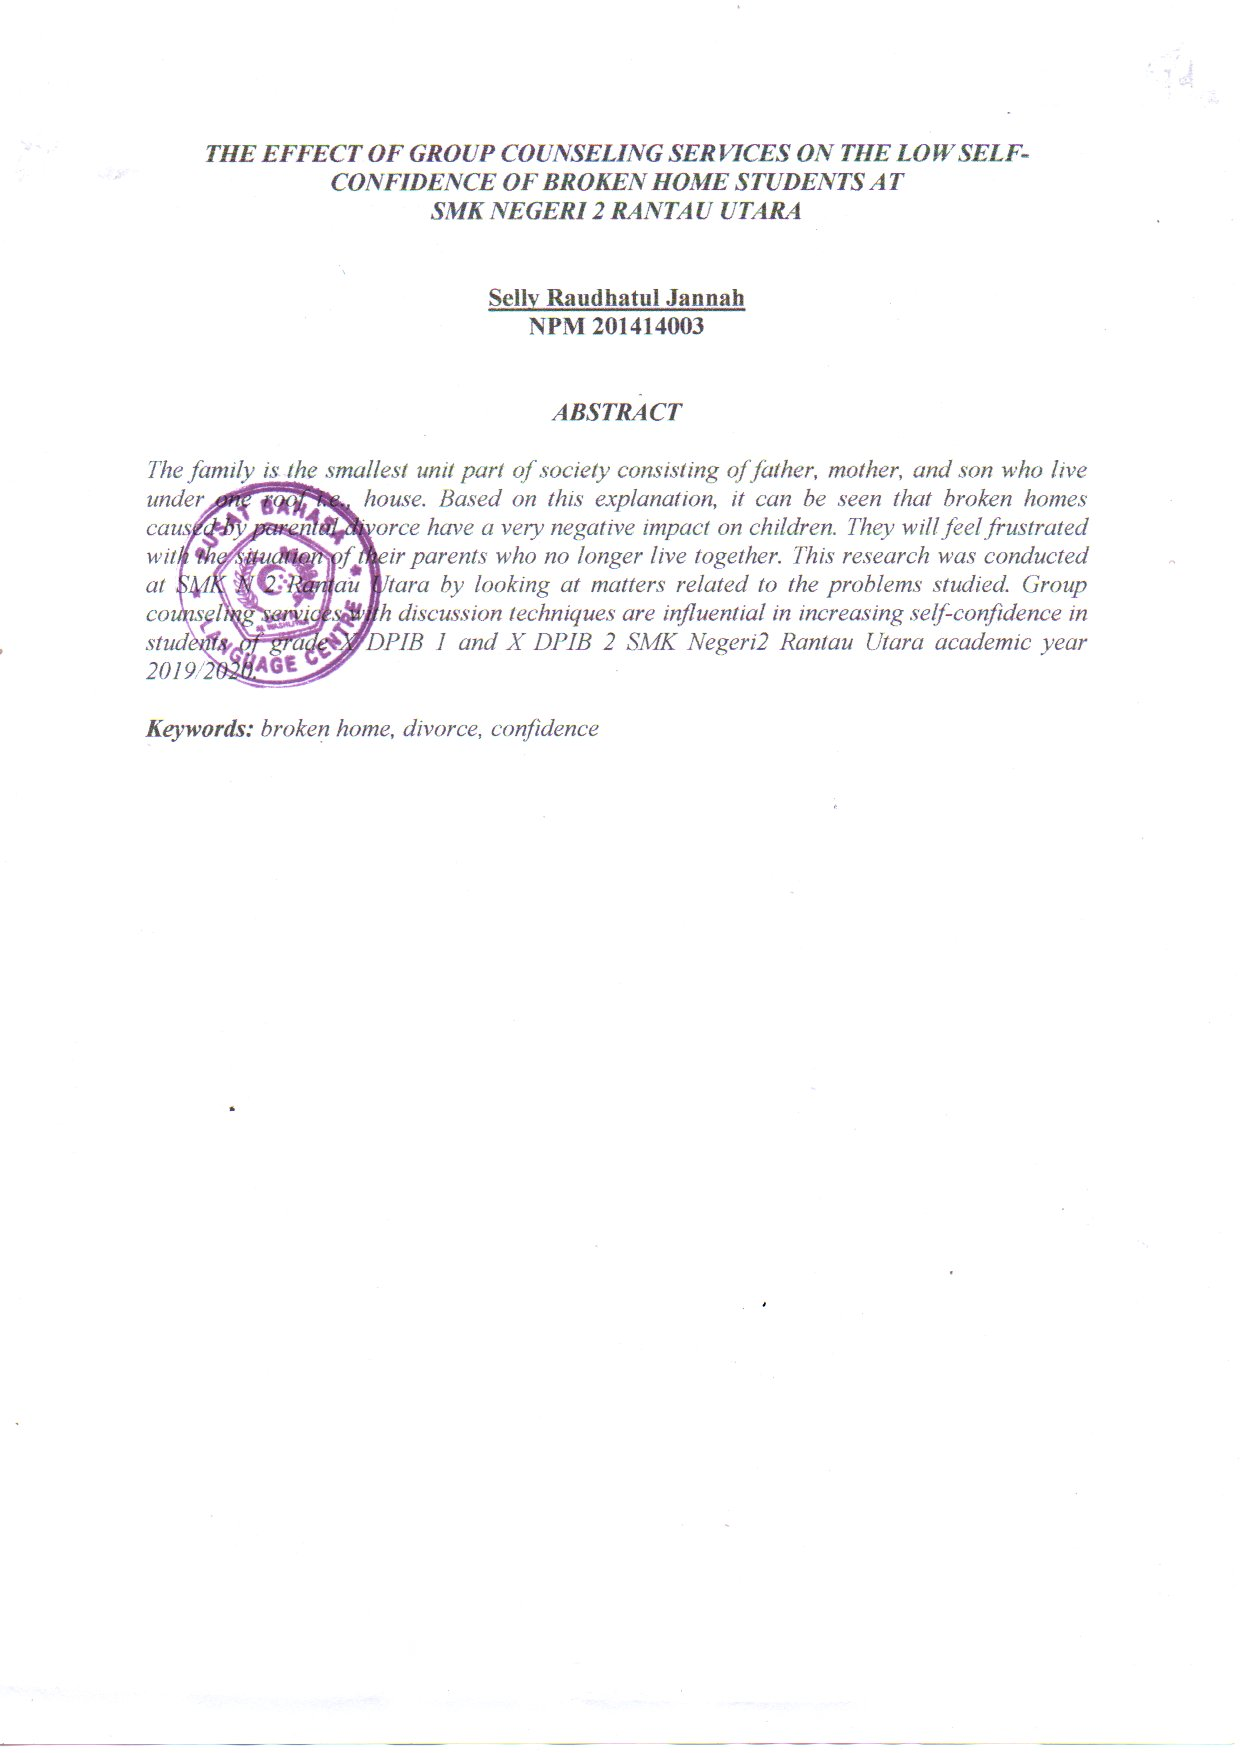 THE EFFECT OF GROUP COUNSELING SERVICES ON THE LOW SELF-
CONFIDENCE OF BROKEN HOME STUDENTS AT
SMK NEGERI 2 RANTAU UTARA
Selly Raudhatul Jannah
NPM 201414003
ABSTRACT
The family is the smallest unit part of society consisting of father, mother, and son who live
under one roof i.e., house. Based on this explanation, it can be seen that broken homes
caused by parental divorce have a very negative impact on children. They will feel frustrated
with the situation of their parents who no longer live together. This research was conducted
at SMK N 2 Rantau Utara by looking at matters related to the problems studied. Group
counseling services with discussion techniques are influential in increasing self-confidence in
students of grade X DPIB 1 and X DPIB 2 SMK Negeri2 Rantau Utara academic year
2019/2020.
Keywords: broken home, divorce, confidence
PUSAT BAHASA
LANGUAGE CENTRE